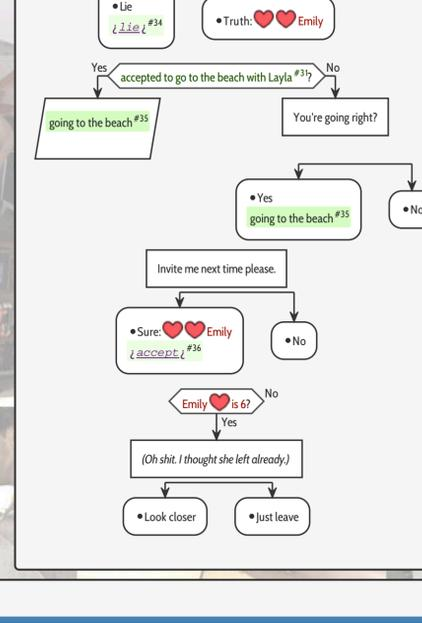 •Lie
¿lie¿#34
•Truth:❤❤Emily
Yes
accepted to go to the beach with Layla #31?
No
going to the beach#35
You're going right?
•Yes
going to the beach#35
Invite me next time please.
•Sure:❤❤Emily
¿accept¿#36
•No
Emily ❤ is 6?
No
Yes
(Oh shit. I thought she left already.)
•Look closer
•Just leave